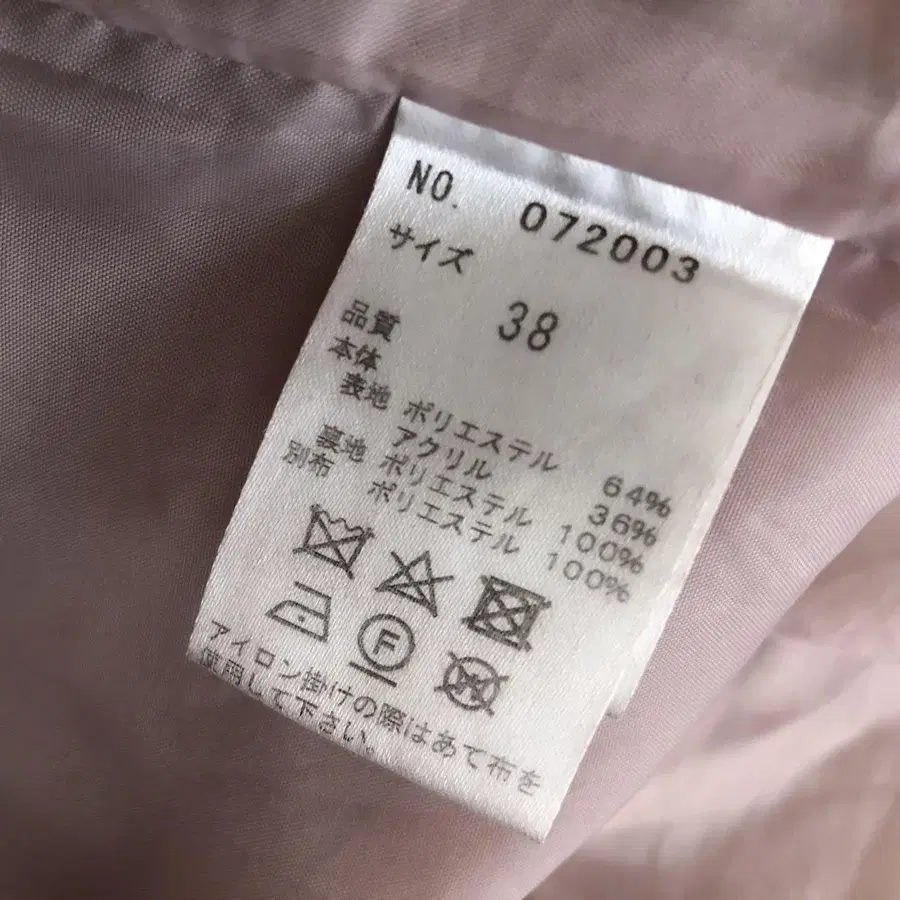 NO. 072003
サイズ 38
品質
本体
表地 ポリエステル 64%
アクリル 36%
裏地 ポリエステル 100%
別布 ポリエステル 100%
F
W
アイロン掛けの際はあて布を
使用して下さい。